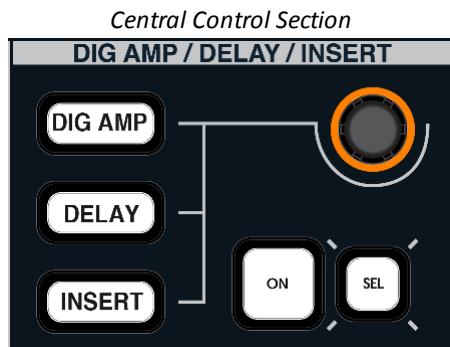 Central Control Section
DIG AMP / DELAY / INSERT
DIG AMP
DELAY
INSERT
ON
SEL